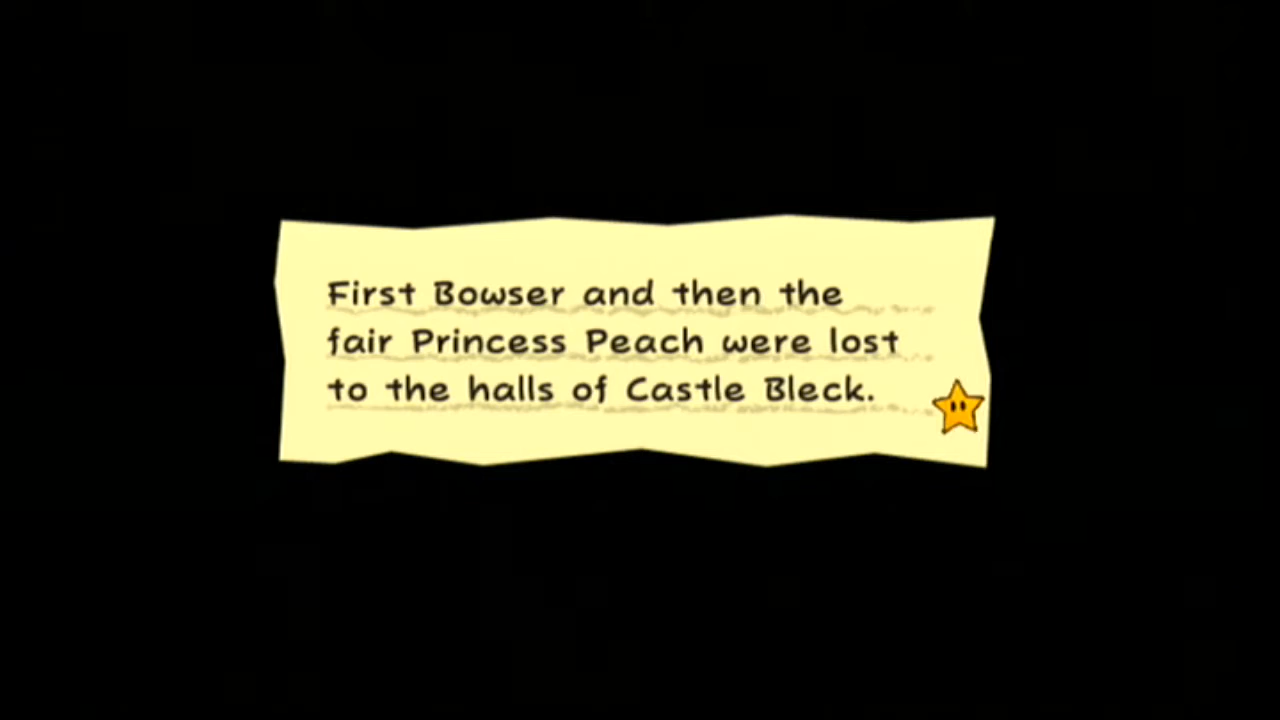 First Bowser and then the
fair Princess Peach were lost
to the halls of Castle Bleck.